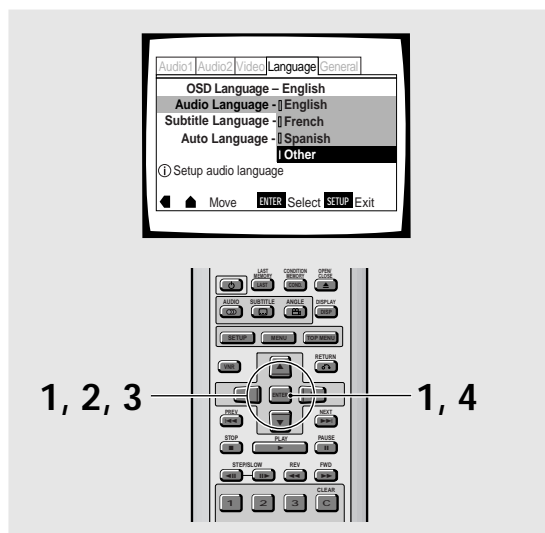 Audio1 Audio2 Video Language General
OSD Language – English
Audio Language - English
Subtitle Language - French
Auto Language - Spanish
Other
i Setup audio language
Move ENTER Select SETUP Exit
LAST MEMORY CONDITION MEMORY OPEN/CLOSE
LAST COND.
AUDIO SUBTITLE ANGLE DISPLAY
DISP
SETUP MENU TOP MENU
VNR RETURN
1, 2, 3 ENTER 1, 4
PREV NEXT
STOP PLAY PAUSE
STEP/SLOW REV FWD
CLEAR
1 2 3 C